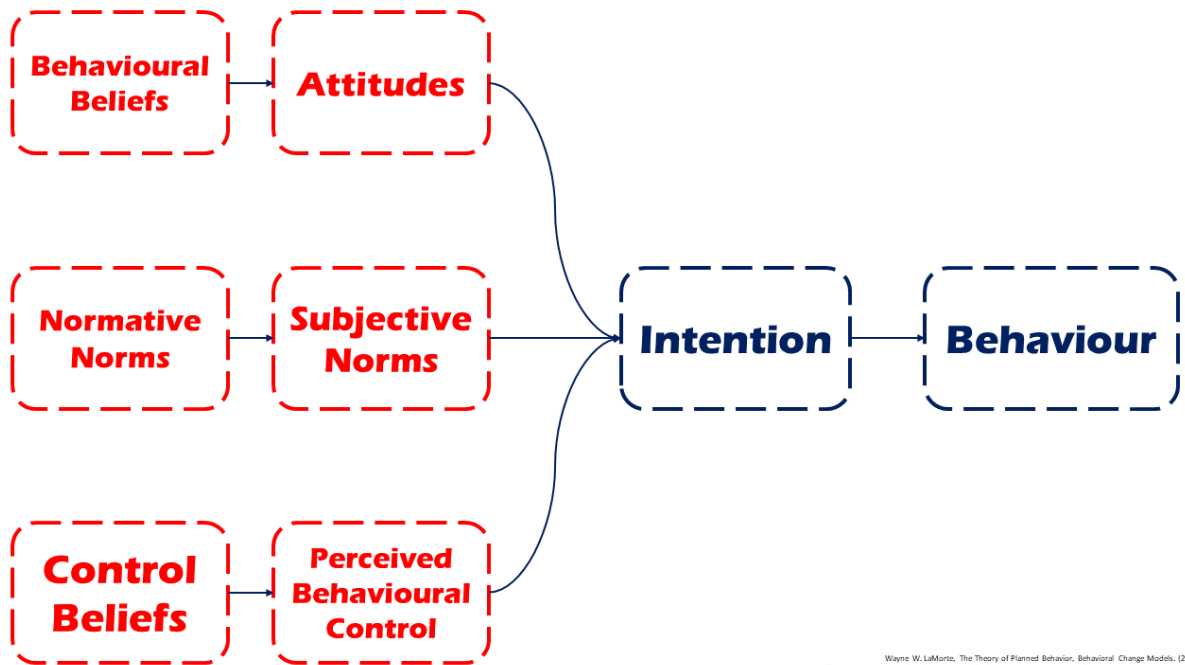 Behavioural
Beliefs
Attitudes
Normative
Norms
Subjective
Norms
Intention
Behaviour
Control
Beliefs
Perceived
Behavioural
Control
Wayne W. LaMorte, The Theory of Planned Behavior, Behavioral Change Models. (2